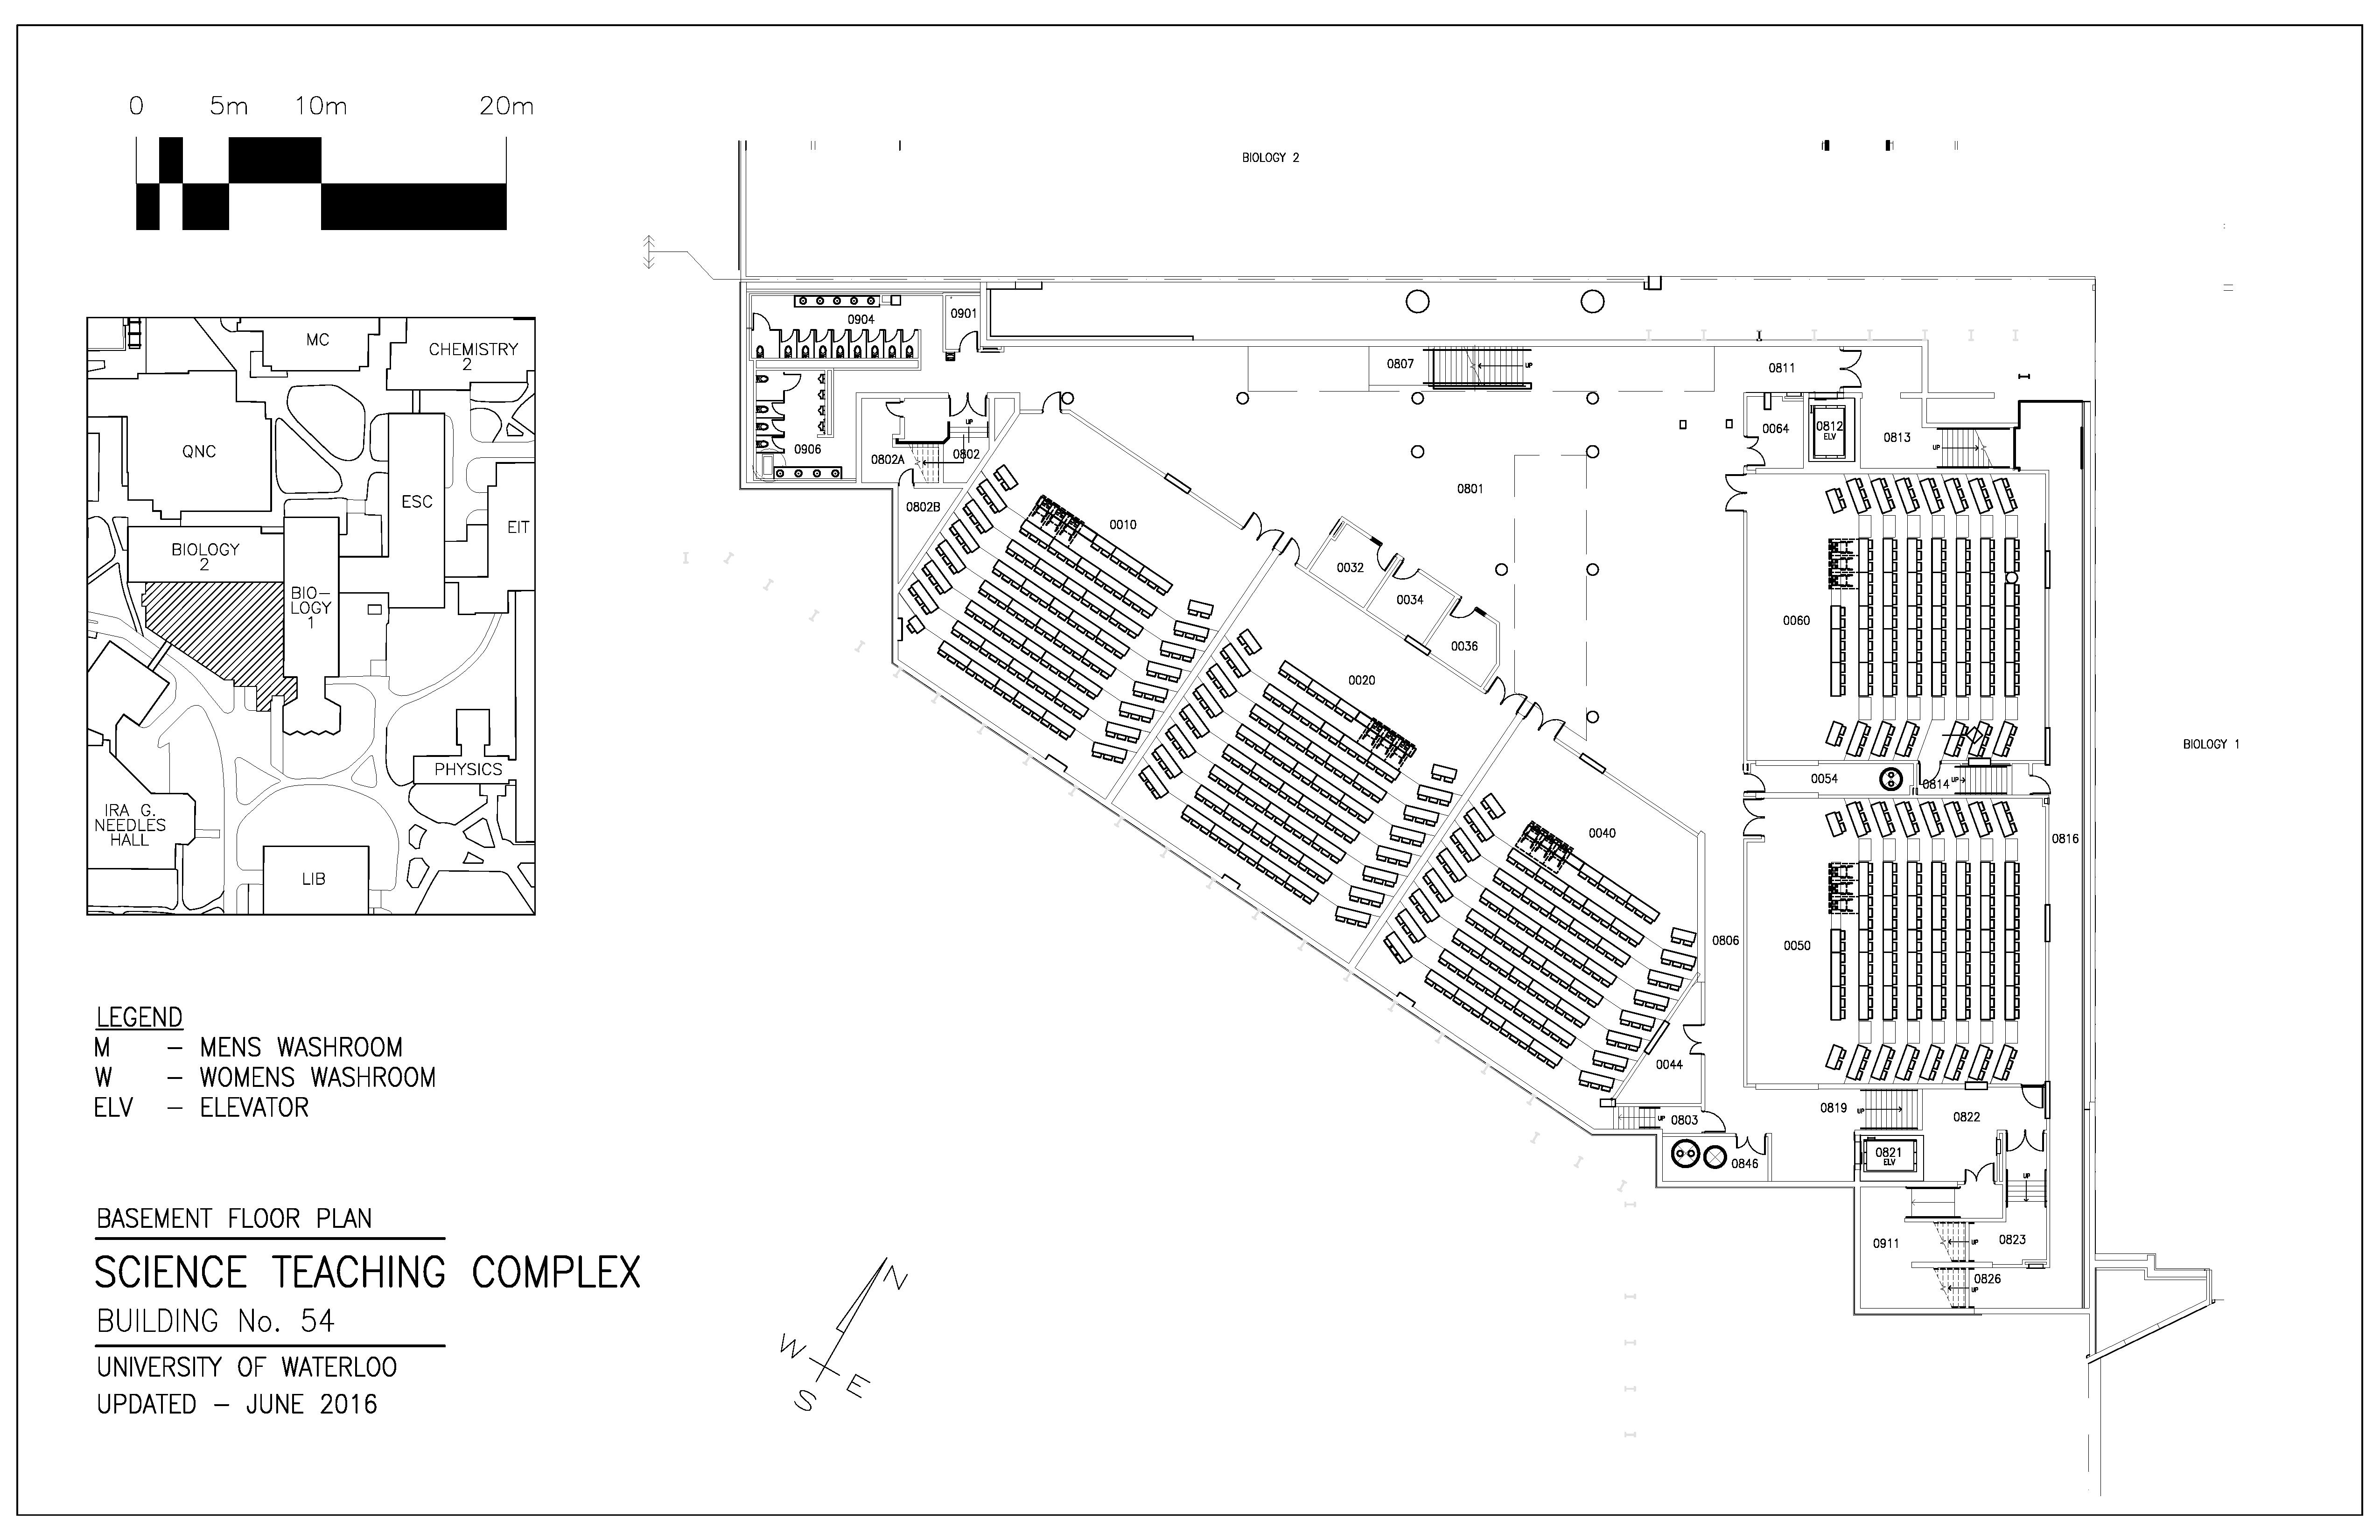 0 5m 10m 20m
BIOLOGY 2
MC
CHEMISTRY
2
QNC
ESC
EIT
BIOLOGY
2
BIO-
LOGY
1
PHYSICS
IRA G.
NEEDLES
HALL
LIB
LEGEND
M – MENS WASHROOM
W – WOMENS WASHROOM
ELV – ELEVATOR
BASEMENT FLOOR PLAN
SCIENCE TEACHING COMPLEX
BUILDING No. 54
UNIVERSITY OF WATERLOO
UPDATED – JUNE 2016
N
W
E
S
0904
0901
0906
0802A
0802
UP
0802B
0807
UP
0811
0064
0812
ELV
0813
UP
0801
0010
0032
0034
0036
0020
0040
0060
0054
0814
UP
0816
BIOLOGY 1
0806
0050
0044
0803
UP
0846
0819
UP
0822
0821
ELV
UP
0911
UP
0823
0826
UP